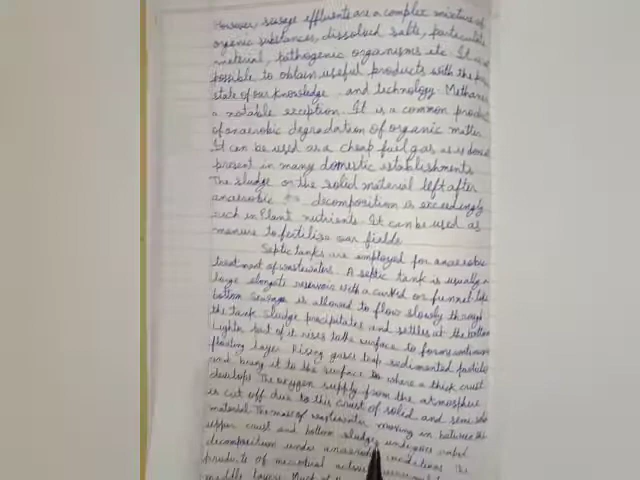 However, sewage effluents are a complex mixture of
organic substances, dissolved salts, particulate
material, pathogenic organisms etc. It is
possible to obtain useful products with the
state of our knowledge and technology. Methane
a notable exception. It is a common product
of anaerobic degradation of organic matter
It can be used as a cheap fuel gas as is done
present in many domestic establishments
The sludge or the solid material left after
anaerobic decomposition is exceedingly
rich in plant nutrients. It can be used as
manure to fertilize our fields.
Septic tanks are employed for anaerobic
treatment of wastewaters. A septic tank is usually a
large elongate reservoir with a curved or funnel like
bottom sewage is allowed to flow slowly through
the tank sludge precipitates and settles at the bottom
Lighter part of it rises to the surface to form
floating layer. Rising gases trap sedimented particles
and bring it to the surface to where a thick crust
develops The oxygen supply from the atmosphere
is cut off due to this crust of solid and semi solid
material. The mass of wastewater moving in between the
upper crust and bottom sludge undergoes
decomposition under conditions The
products of microbial
middle layers.